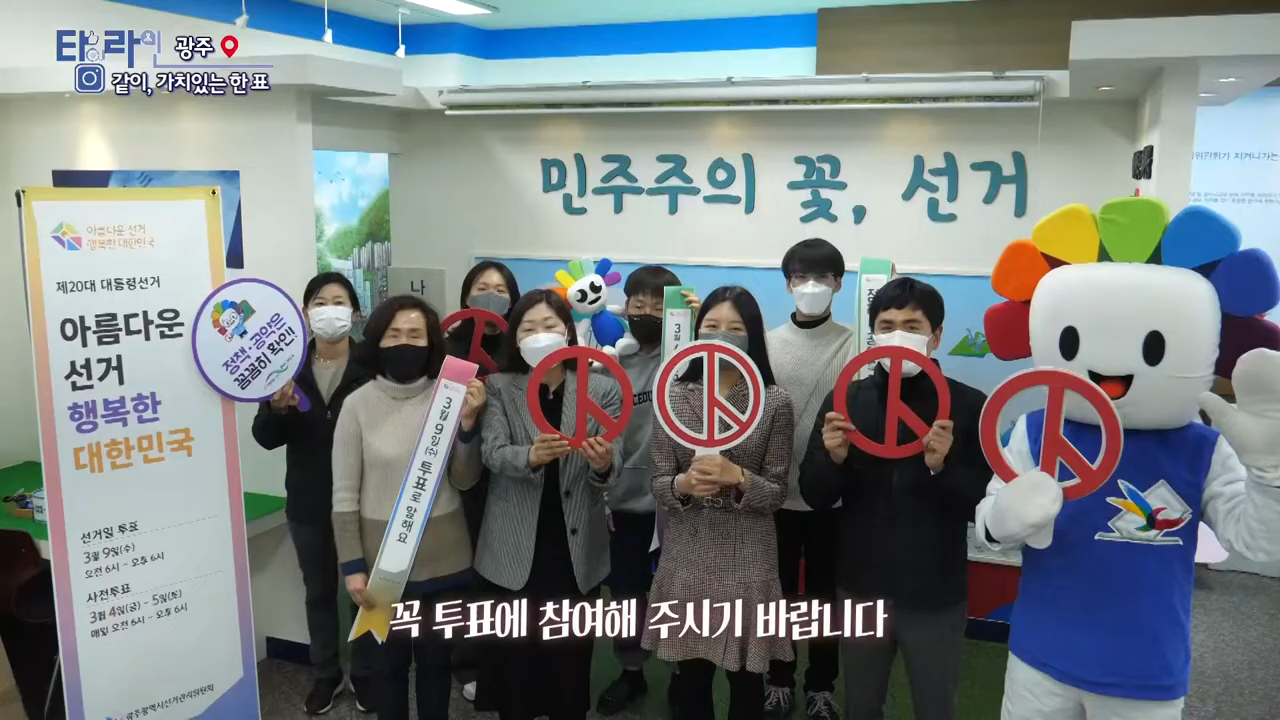 타라이 광주
같이, 가치있는 한 표
민주주의 꽃, 선거
아름다운 선거
행복한 대한민국
제20대 대통령선거
아름다운
선거
행복한
대한민국
선거일 투표
3월 9일(수)
오전 6시 ~ 오후 6시
사전투표
3월 4일(금) ~ 5일(토)
매일 오전 6시 ~ 오후 6시
광주광역시선거관리위원회
정책·공약은
꼼꼼히 확인!
나
3월 9일(수) 투표로 말해요
3월
꼭 투표에 참여해 주시기 바랍니다